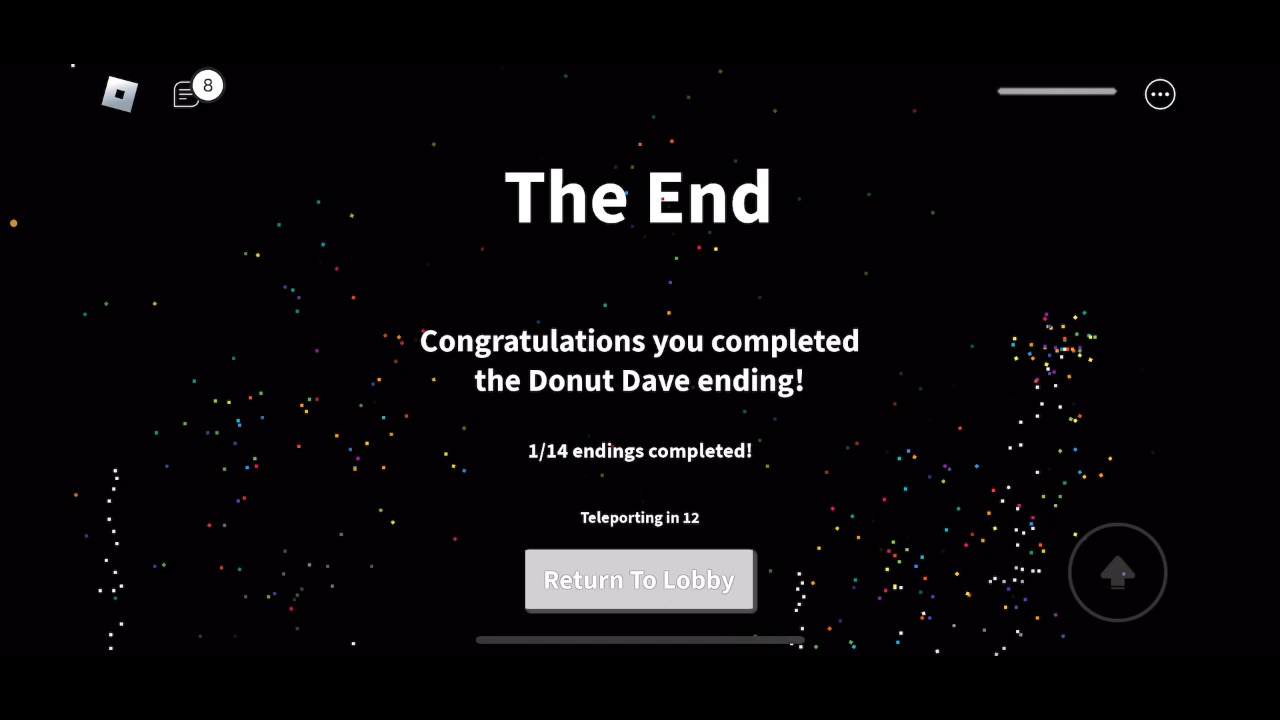 8
The End
Congratulations you completed
the Donut Dave ending!
1/14 endings completed!
Teleporting in 12
Return To Lobby